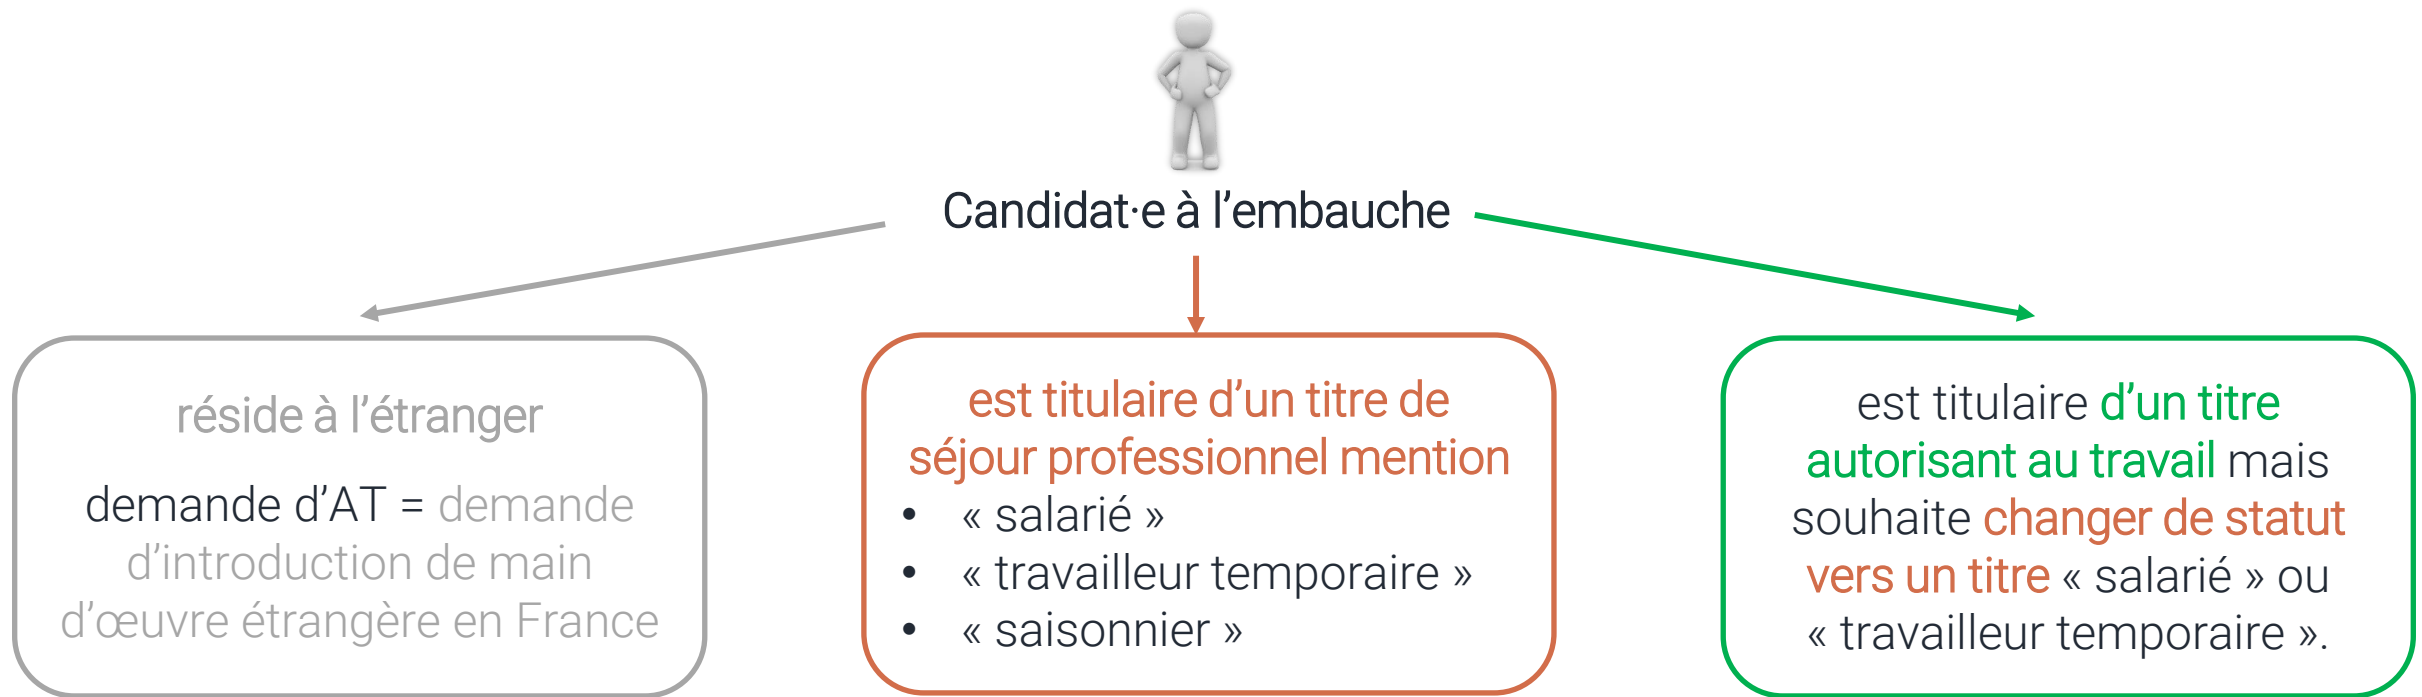 Candidat·e à l’embauche
réside à l’étranger
demande d’AT = demande
d’introduction de main
d’œuvre étrangère en France
est titulaire d’un titre de
séjour professionnel mention
• « salarié »
• « travailleur temporaire »
• « saisonnier »
est titulaire d’un titre
autorisant au travail mais
souhaite changer de statut
vers un titre « salarié » ou
« travailleur temporaire ».